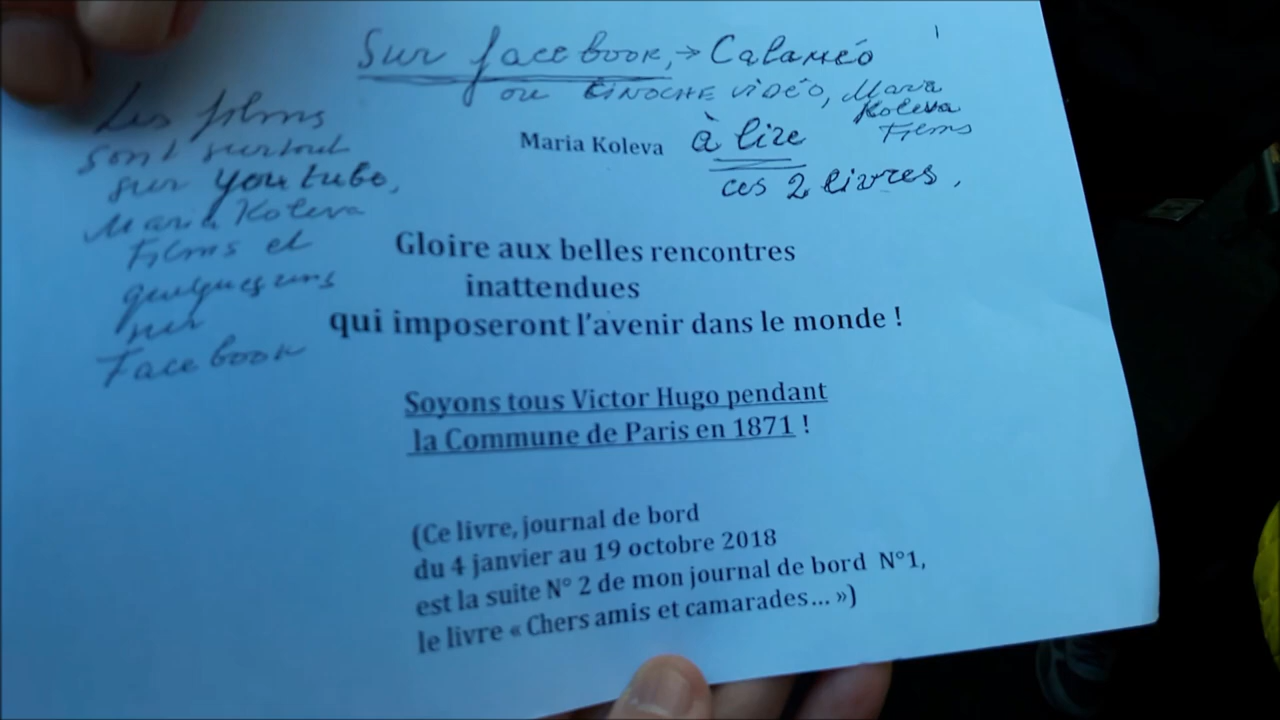 Sur facebook, → Calaméo
ou CINOCHE VIDÉO, Maria
Koleva
Films
Maria Koleva à lire
ces 2 livres.
Les films
sont surtout
sur youtube,
Maria Koleva
Films et
quelques uns
sur
Facebook
Gloire aux belles rencontres
inattendues
qui imposeront l'avenir dans le monde !
Soyons tous Victor Hugo pendant
la Commune de Paris en 1871 !
(Ce livre, journal de bord
du 4 janvier au 19 octobre 2018
est la suite N° 2 de mon journal de bord N°1,
le livre « Chers amis et camarades... »)